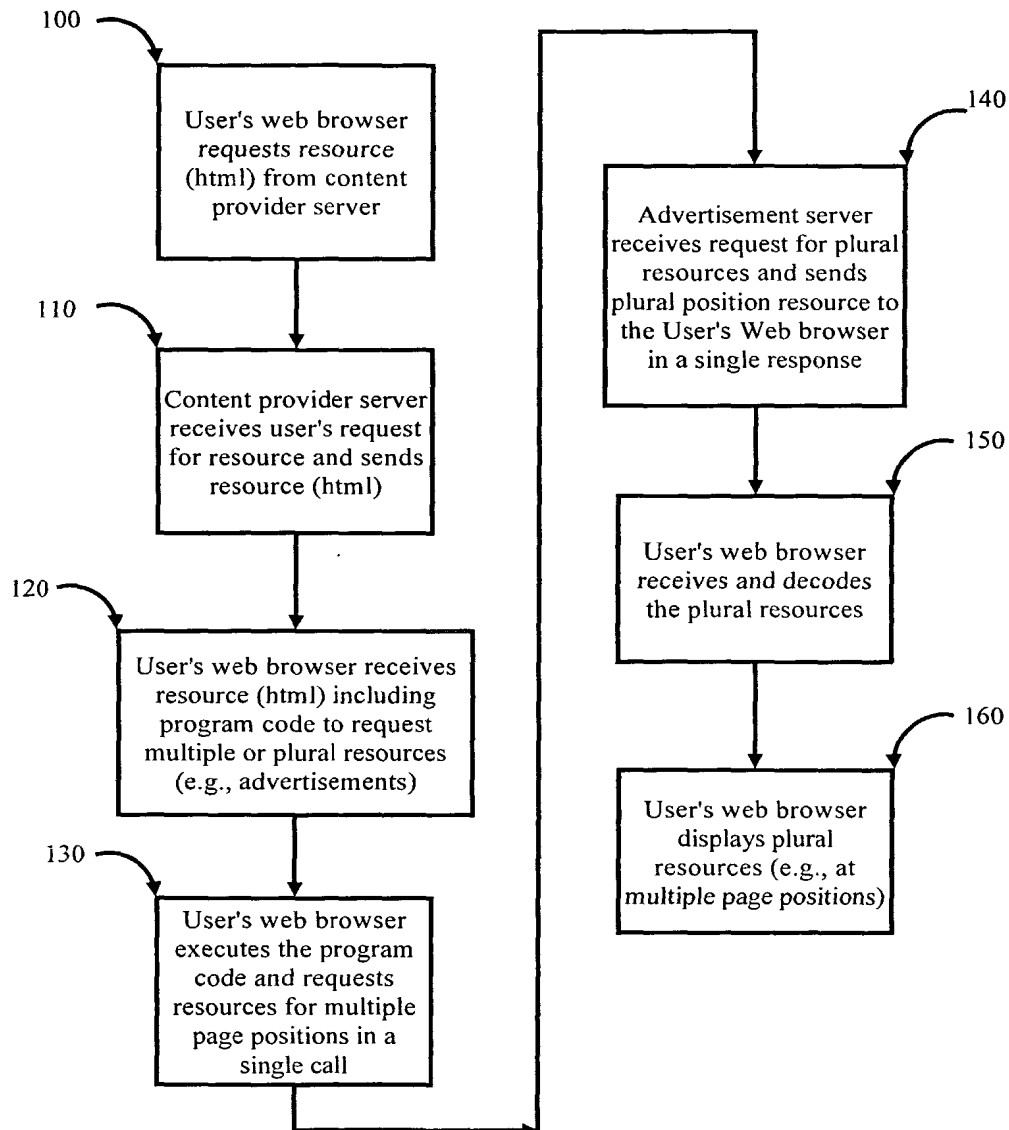 100
User's web browser
requests resource
(html) from content
provider server
110
Content provider server
receives user's request
for resource and sends
resource (html)
120
User's web browser receives
resource (html) including
program code to request
multiple or plural resources
(e.g., advertisements)
130
User's web browser
executes the program
code and requests
resources for multiple
page positions in a
single call
140
Advertisement server
receives request for plural
resources and sends
plural position resource to
the User's Web browser
in a single response
150
User's web browser
receives and decodes
the plural resources
160
User's web browser
displays plural
resources (e.g., at
multiple page positions)